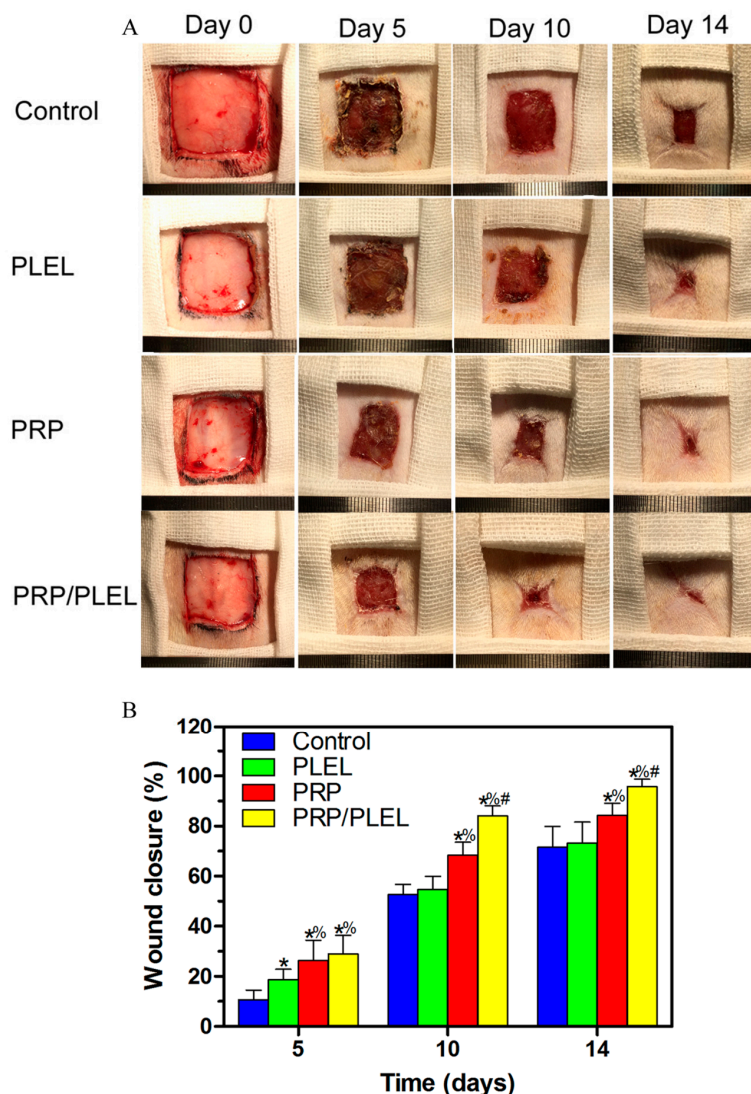 A
Day 0 Day 5 Day 10 Day 14
Control
PLEL
PRP
PRP/PLEL
B
Wound closure (%)
120
100
80
60
40
20
0
Control
PLEL
PRP
PRP/PLEL
* *% *%
*% *%#
*% *%#
5 10 14
Time (days)